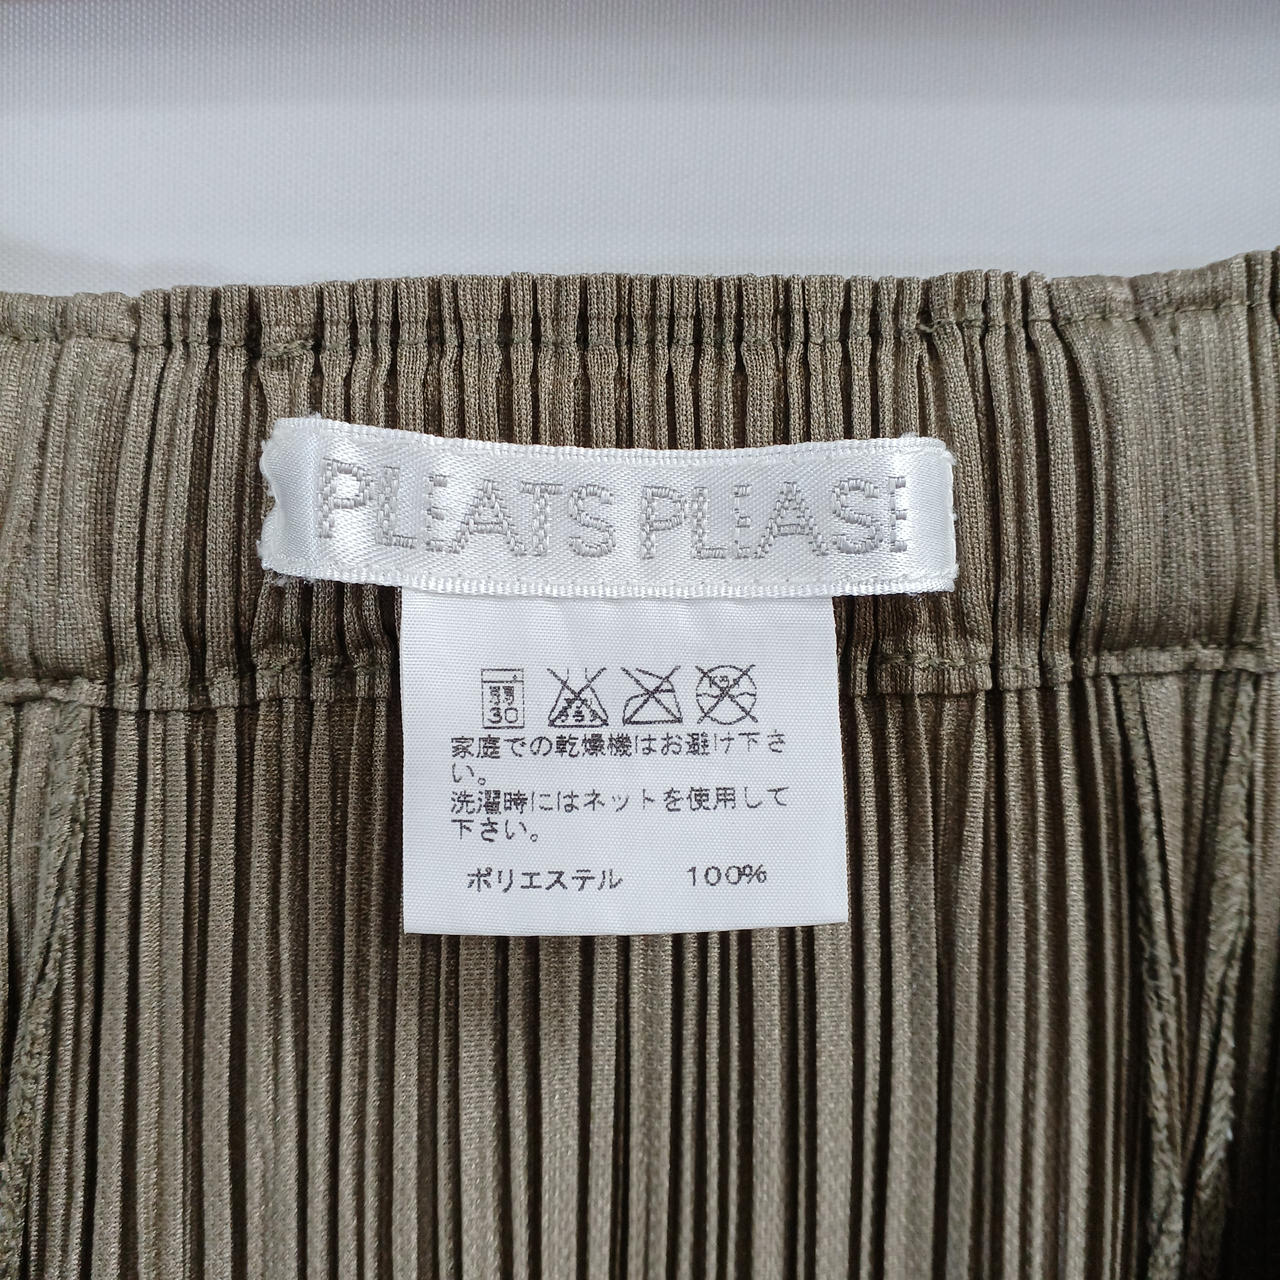 PLEATS PLEASE
弱
30
家庭での乾燥機はお避け下さ
い。
洗濯時にはネットを使用して
下さい。
ポリエステル 100%